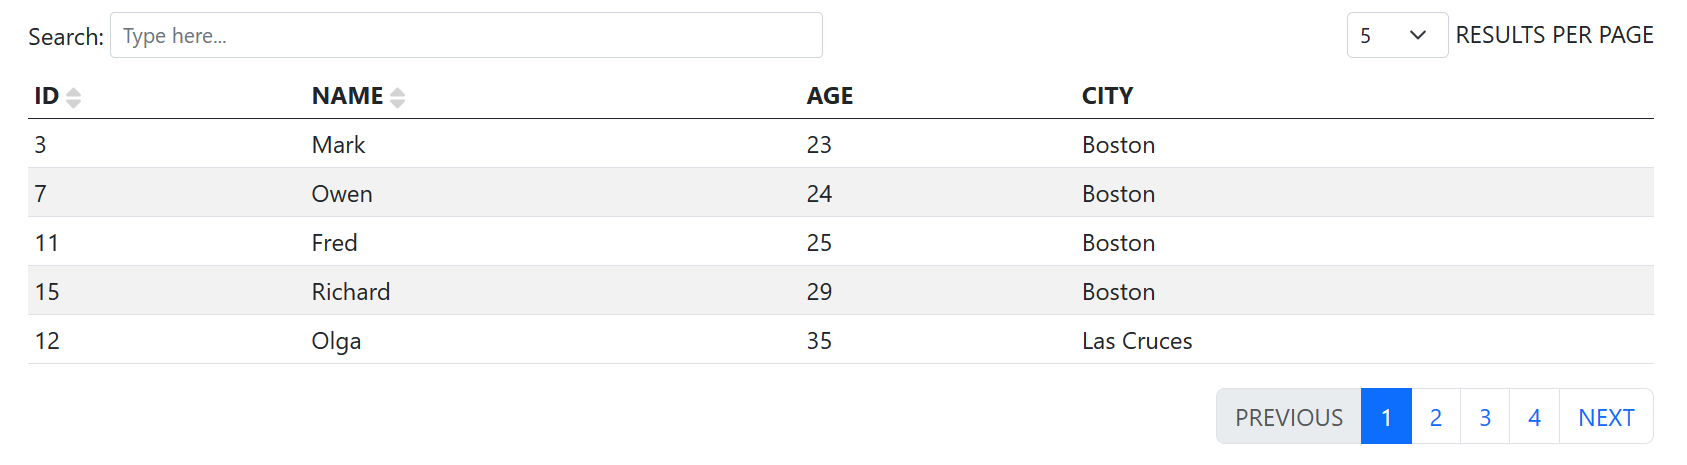 Search: Type here... 5 RESULTS PER PAGE
ID NAME AGE CITY
3 Mark 23 Boston
7 Owen 24 Boston
11 Fred 25 Boston
15 Richard 29 Boston
12 Olga 35 Las Cruces
PREVIOUS 1 2 3 4 NEXT